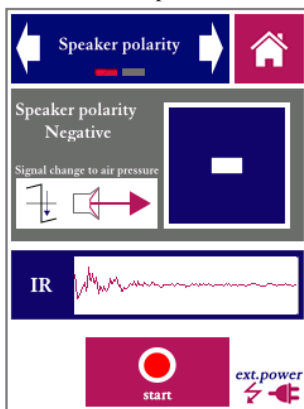 Speaker polarity
Speaker polarity
Negative
Signal change to air pressure
IR
start
ext.power